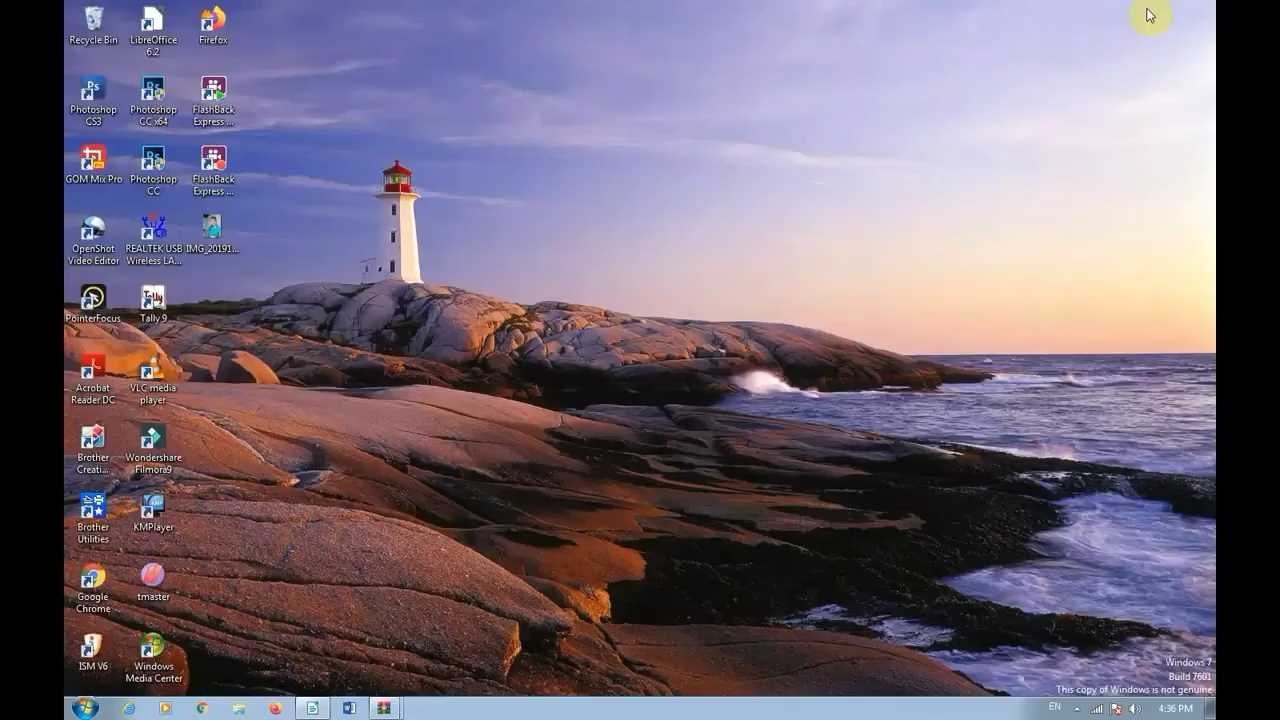 Recycle Bin
LibreOffice
6.2
Firefox
Photoshop
CS3
Photoshop
CC x64
FlashBack
Express ...
GOM Mix Pro
Photoshop
CC
FlashBack
Express ...
OpenShot
Video Editor
REALTEK USB
Wireless LA...
IMG_20191...
PointerFocus
Tally 9
Acrobat
Reader DC
VLC media
player
Brother
Creati...
Wondershare
Filmora9
Brother
Utilities
KMPlayer
Google
Chrome
tmaster
ISM V6
Windows
Media Center
Windows 7
Build 7601
This copy of Windows is not genuine
EN
4:36 PM